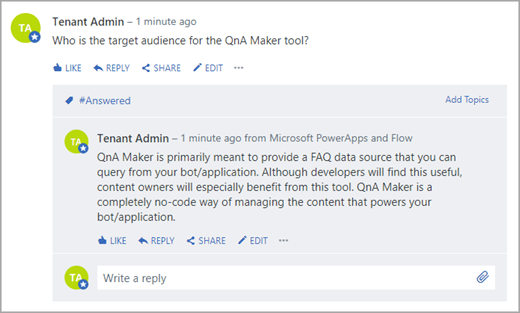 TA Tenant Admin – 1 minute ago
Who is the target audience for the QnA Maker tool?
LIKE REPLY SHARE EDIT ...
#Answered Add Topics
TA Tenant Admin – 1 minute ago from Microsoft PowerApps and Flow
QnA Maker is primarily meant to provide a FAQ data source that you can
query from your bot/application. Although developers will find this useful,
content owners will especially benefit from this tool. QnA Maker is a
completely no-code way of managing the content that powers your
bot/application.
LIKE REPLY SHARE EDIT ...
TA Write a reply